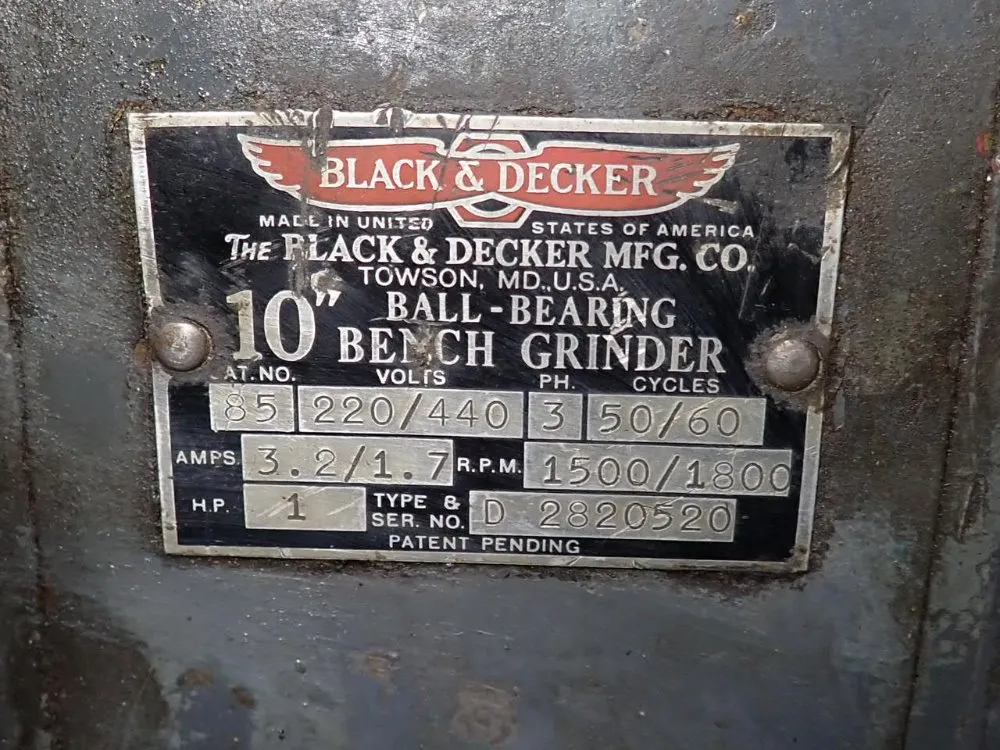 BLACK & DECKER
MADE IN UNITED STATES OF AMERICA
THE BLACK & DECKER MFG. CO.
TOWSON, MD., U.S.A.
10" BALL-BEARING
BENCH GRINDER
CAT. NO. VOLTS PH. CYCLES
85 220/440 3 50/60
AMPS. 3.2/1.7 R.P.M. 1500/1800
H.P. 1 TYPE & SER. NO. D 2820520
PATENT PENDING